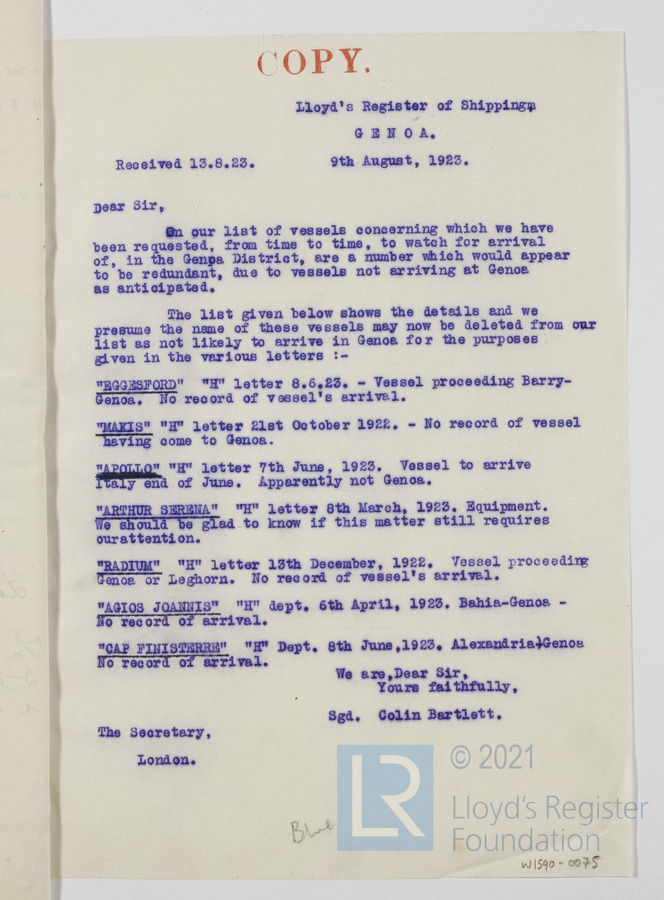 COPY.
Lloyd's Register of Shipping,
GENOA.
Received 13.8.23. 9th August, 1923.
Dear Sir,
On our list of vessels concerning which we have
been requested, from time to time, to watch for arrival
of, in the Genoa District, are a number which would appear
to be redundant, due to vessels not arriving at Genoa
as anticipated.
The list given below shows the details and we
presume the name of these vessels may now be deleted from our
list as not likely to arrive in Genoa for the purposes
given in the various letters :-
"EGGESFORD" "H" letter 8.6.23. - Vessel proceeding Barry-
Genoa. No record of vessel's arrival.
"MAKIS" "H" letter 21st October 1922. - No record of vessel
having come to Genoa.
"APOLLO" "H" letter 7th June, 1923. Vessel to arrive
Italy end of June. Apparently not Genoa.
"ARTHUR SERENA" "H" letter 8th March, 1923. Equipment.
We should be glad to know if this matter still requires
ourattention.
"RADIUM" "H" letter 13th December, 1922. Vessel proceeding
Genoa or Leghorn. No record of vessel's arrival.
"AGIOS JOANNIS" "H" dept. 6th April, 1923. Bahia-Genoa -
No record of arrival.
"CAP FINISTERRE" "H" Dept. 8th June,1923. Alexandria-Genoa
No record of arrival.
We are,Dear Sir,
Yours faithfully,
Sgd. Colin Bartlett.
The Secretary,
London.
LR
© 2021
Lloyd's Register
Foundation
Blue
W1590-0075